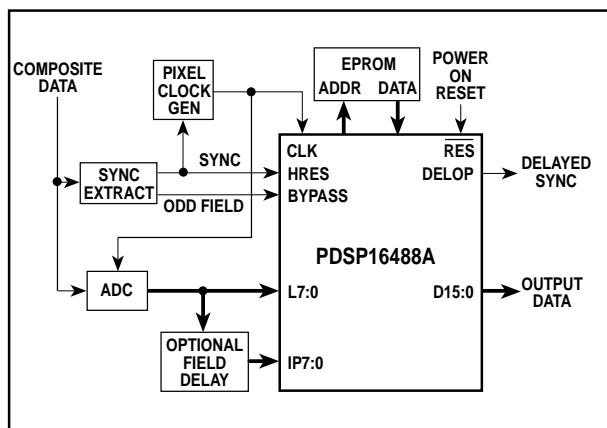 COMPOSITE
DATA
PIXEL
CLOCK
GEN
EPROM
ADDR DATA
POWER
ON
RESET
SYNC
EXTRACT
SYNC
ODD FIELD
CLK
HRES
BYPASS
RES
DELOP
DELAYED
SYNC
PDSP16488A
ADC
L7:0
D15:0
OUTPUT
DATA
OPTIONAL
FIELD
DELAY
IP7:0